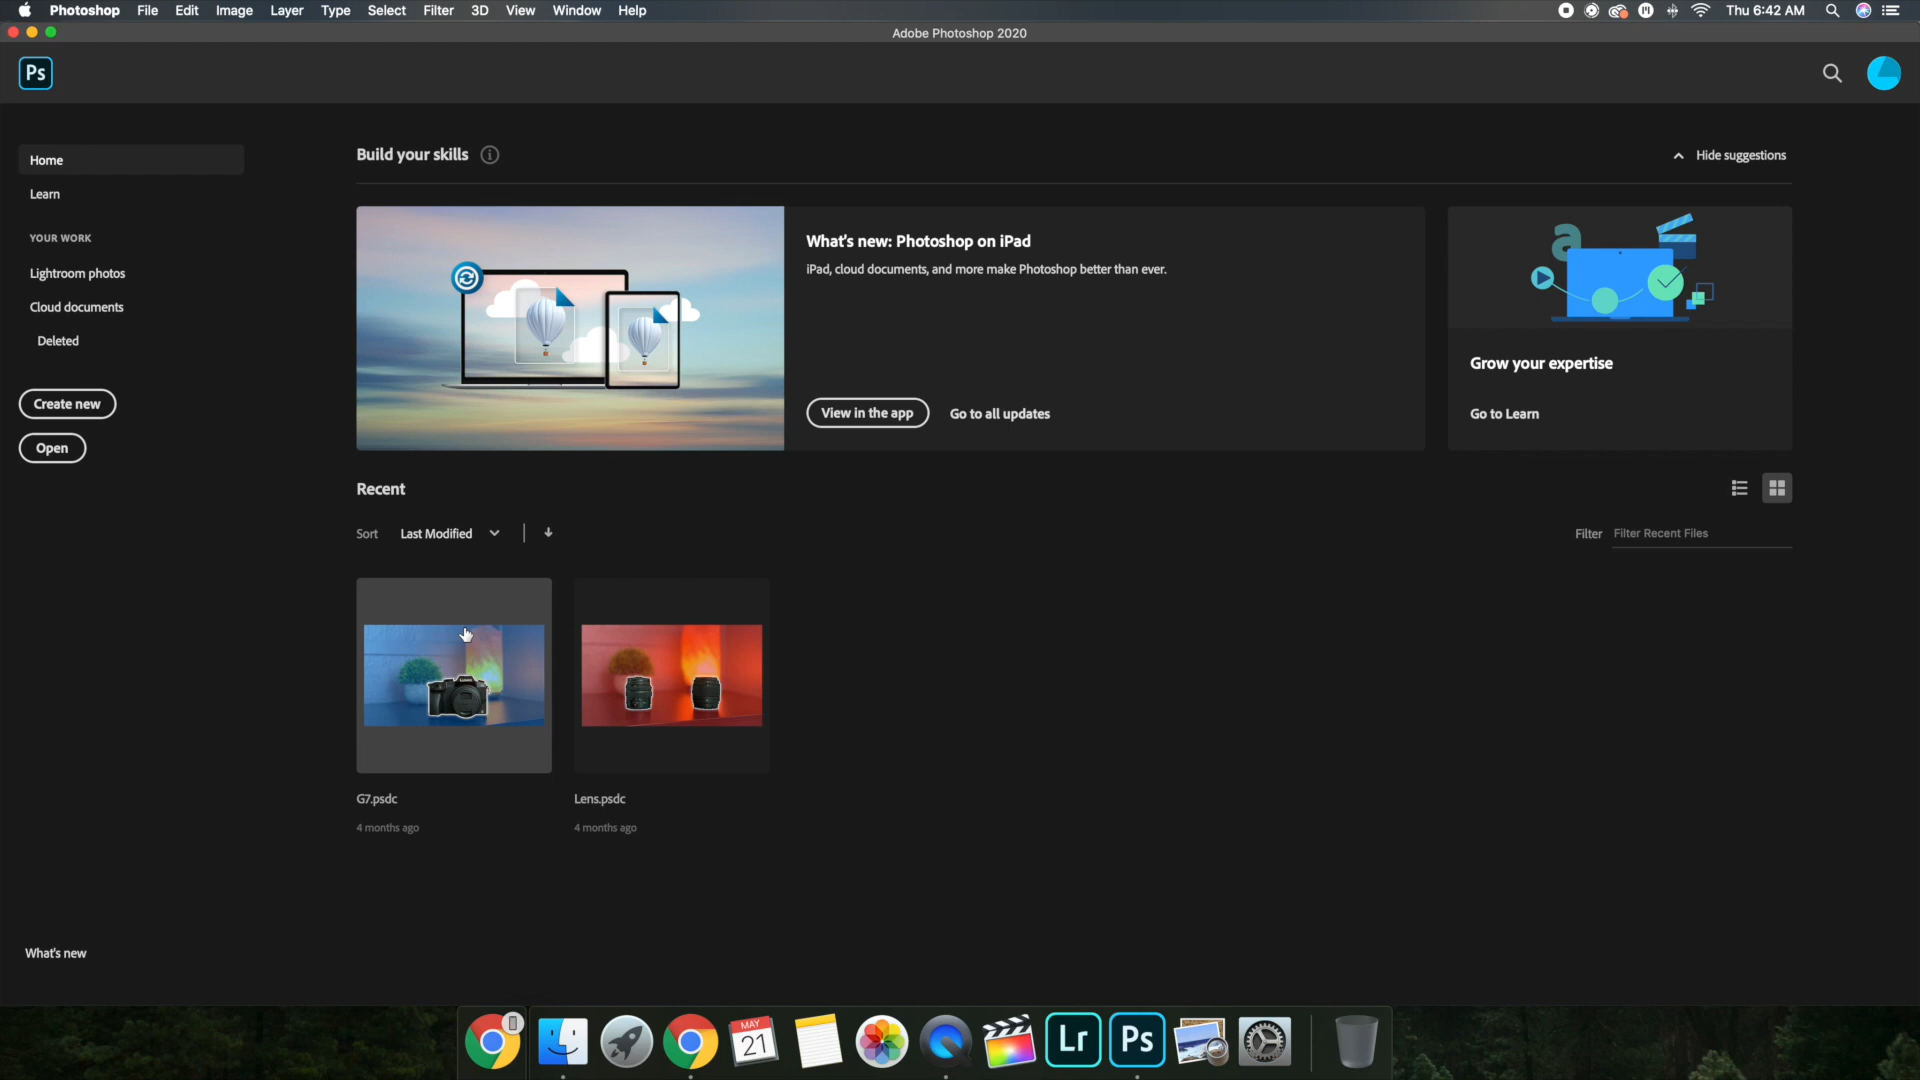 Photoshop File Edit Image Layer Type Select Filter 3D View Window Help Thu 6:42 AM
Adobe Photoshop 2020
Ps
Home
Learn
YOUR WORK
Lightroom photos
Cloud documents
Deleted
Create new
Open
Build your skills
Hide suggestions
What's new: Photoshop on iPad
iPad, cloud documents, and more make Photoshop better than ever.
View in the app Go to all updates
a
Grow your expertise
Go to Learn
Recent
Sort Last Modified
Filter Filter Recent Files
G7.psdc
4 months ago
Lens.psdc
4 months ago
What's new
MAY
21
Lr
Ps